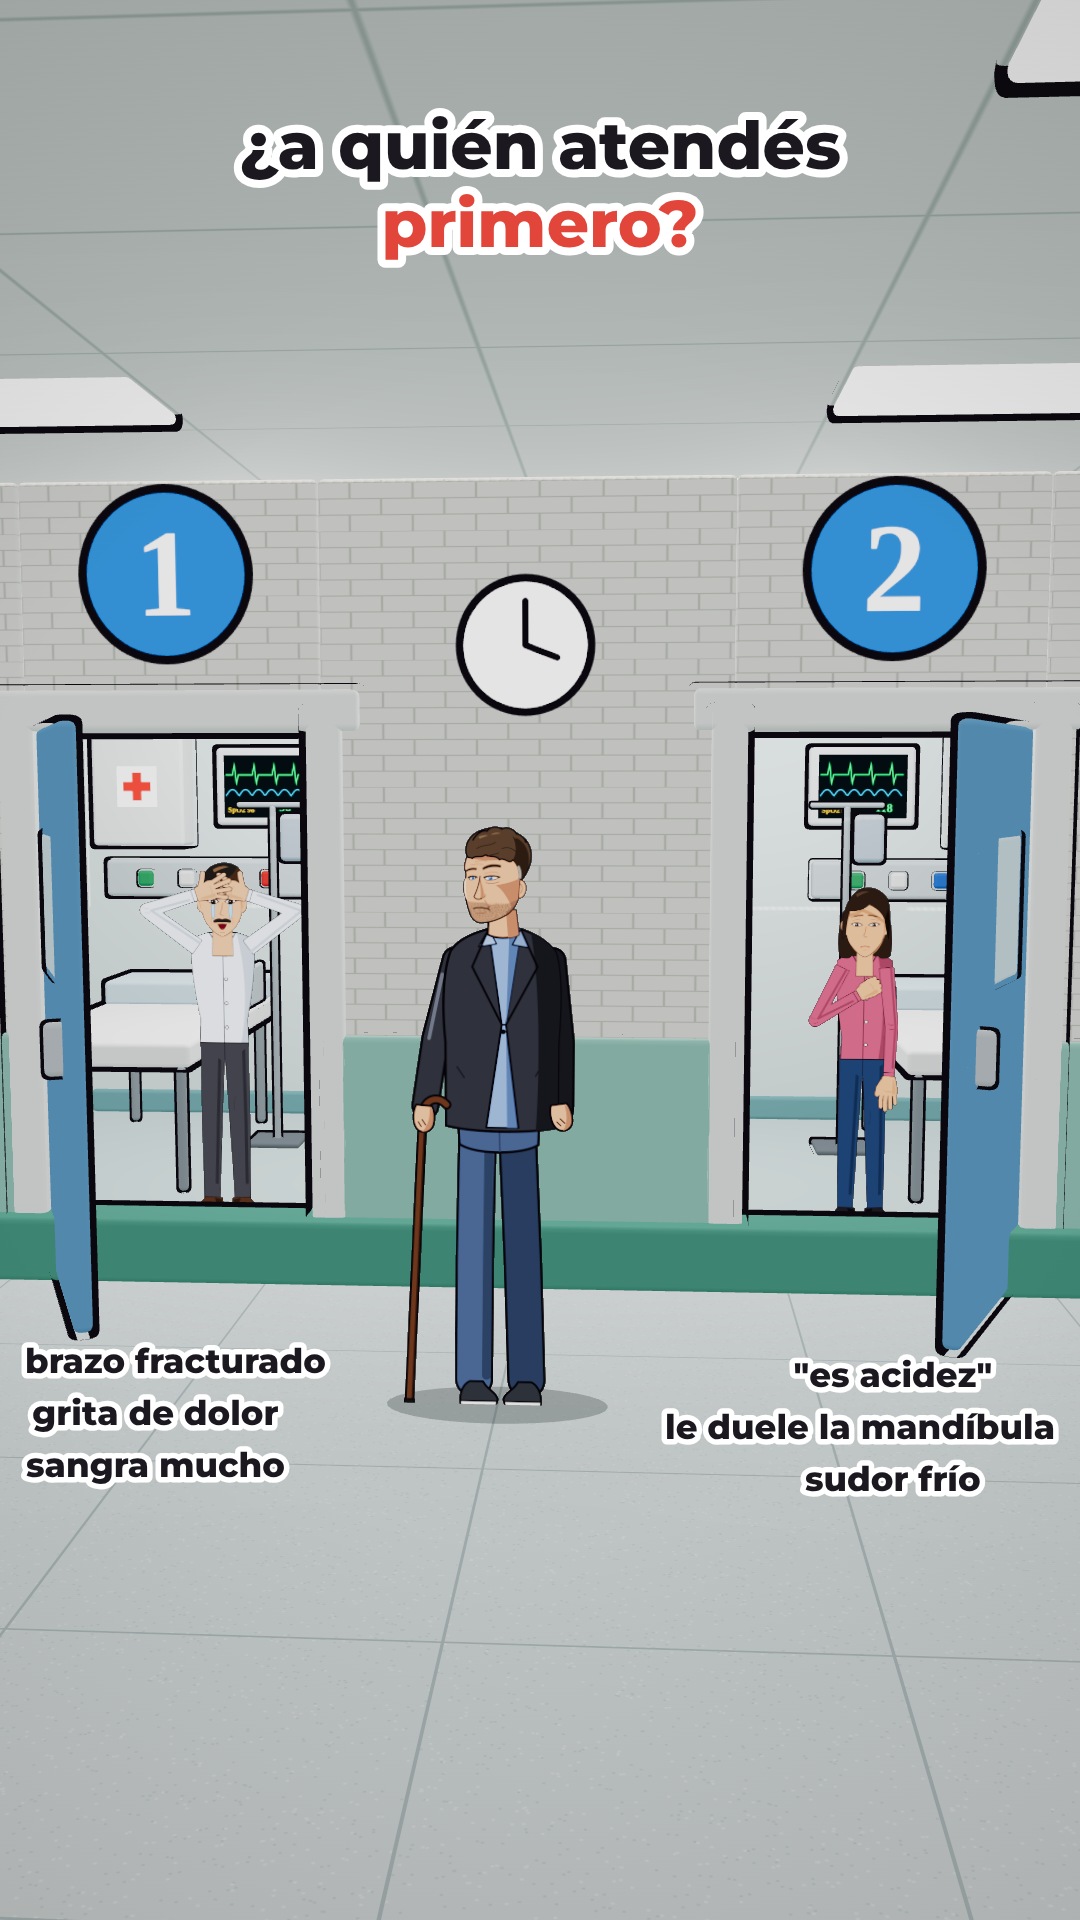 ¿a quién atendés
primero?
1
2
brazo fracturado
grita de dolor
sangra mucho
"es acidez"
le duele la mandíbula
sudor frío